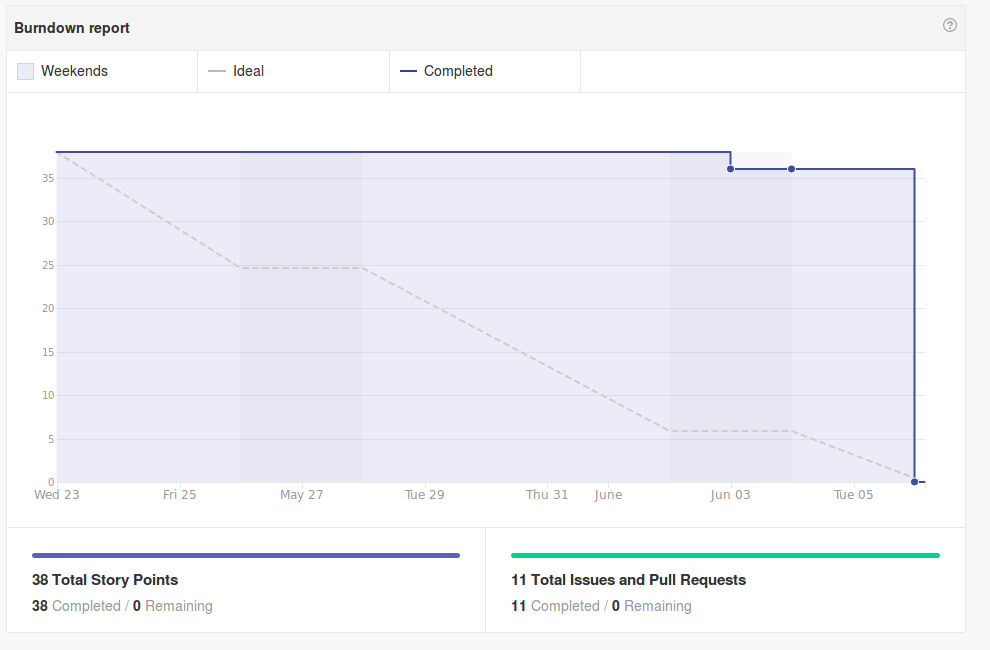 Burndown report
?
Weekends
Ideal
Completed
35
30
25
20
15
10
5
0
Wed 23
Fri 25
May 27
Tue 29
Thu 31
June
Jun 03
Tue 05
38 Total Story Points
38 Completed / 0 Remaining
11 Total Issues and Pull Requests
11 Completed / 0 Remaining